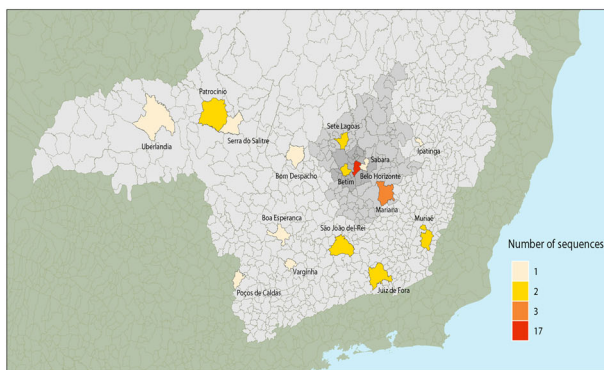 Patrocínio
Uberlandia
Serra do Salitre
Sete Lagoas
Bom Despacho
Sabara
Ipatinga
Betim
Belo Horizonte
Mariana
Boa Esperanca
São João del-Rei
Muriaé
Varginha
Poços de Caldas
Juiz de Fora
Number of sequences
1
2
3
17